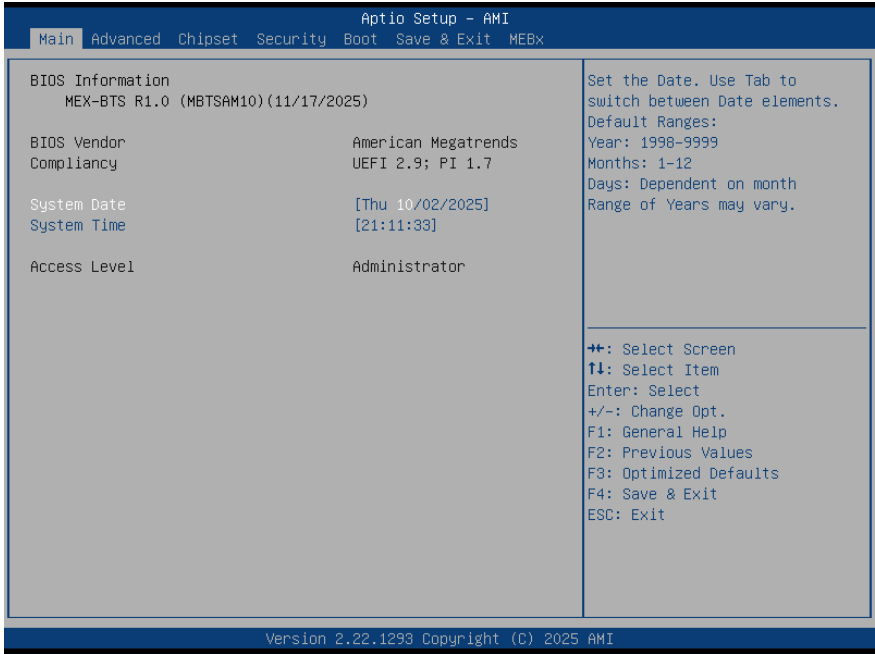 Aptio Setup – AMI
Main Advanced Chipset Security Boot Save & Exit MEBx
BIOS Information
MEX-BTS R1.0 (MBTSAM10)(11/17/2025)
BIOS Vendor American Megatrends
Compliancy UEFI 2.9; PI 1.7
System Date [Thu 10/02/2025]
System Time [21:11:33]
Access Level Administrator
Set the Date. Use Tab to
switch between Date elements.
Default Ranges:
Year: 1998-9999
Months: 1-12
Days: Dependent on month
Range of Years may vary.
→←: Select Screen
↑↓: Select Item
Enter: Select
+/-: Change Opt.
F1: General Help
F2: Previous Values
F3: Optimized Defaults
F4: Save & Exit
ESC: Exit
Version 2.22.1293 Copyright (C) 2025 AMI